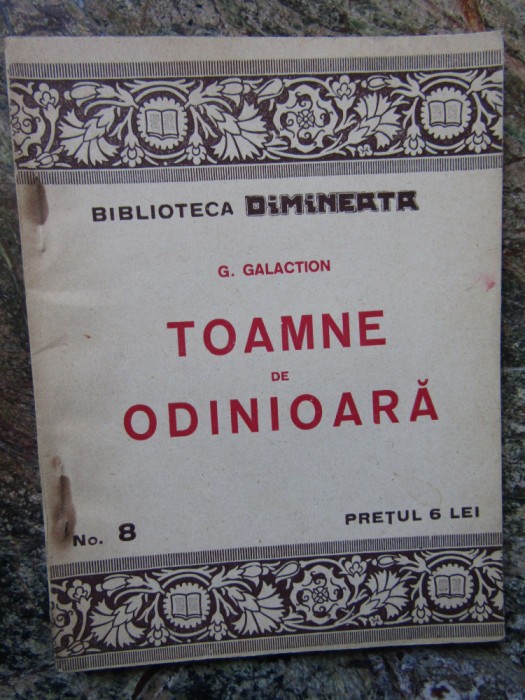 BIBLIOTECA DIMINEAȚA
G. GALACTION
TOAMNE
DE
ODINIOARĂ
No. 8
PREȚUL 6 LEI